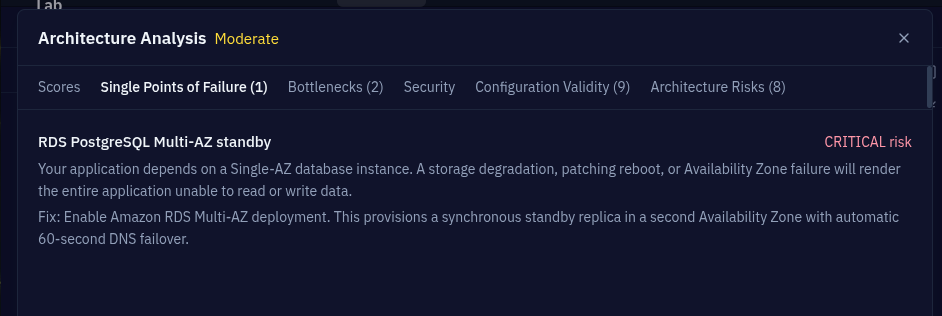 Lab
Architecture Analysis Moderate
Scores Single Points of Failure (1) Bottlenecks (2) Security Configuration Validity (9) Architecture Risks (8)
RDS PostgreSQL Multi-AZ standby CRITICAL risk
Your application depends on a Single-AZ database instance. A storage degradation, patching reboot, or Availability Zone failure will render
the entire application unable to read or write data.
Fix: Enable Amazon RDS Multi-AZ deployment. This provisions a synchronous standby replica in a second Availability Zone with automatic
60-second DNS failover.